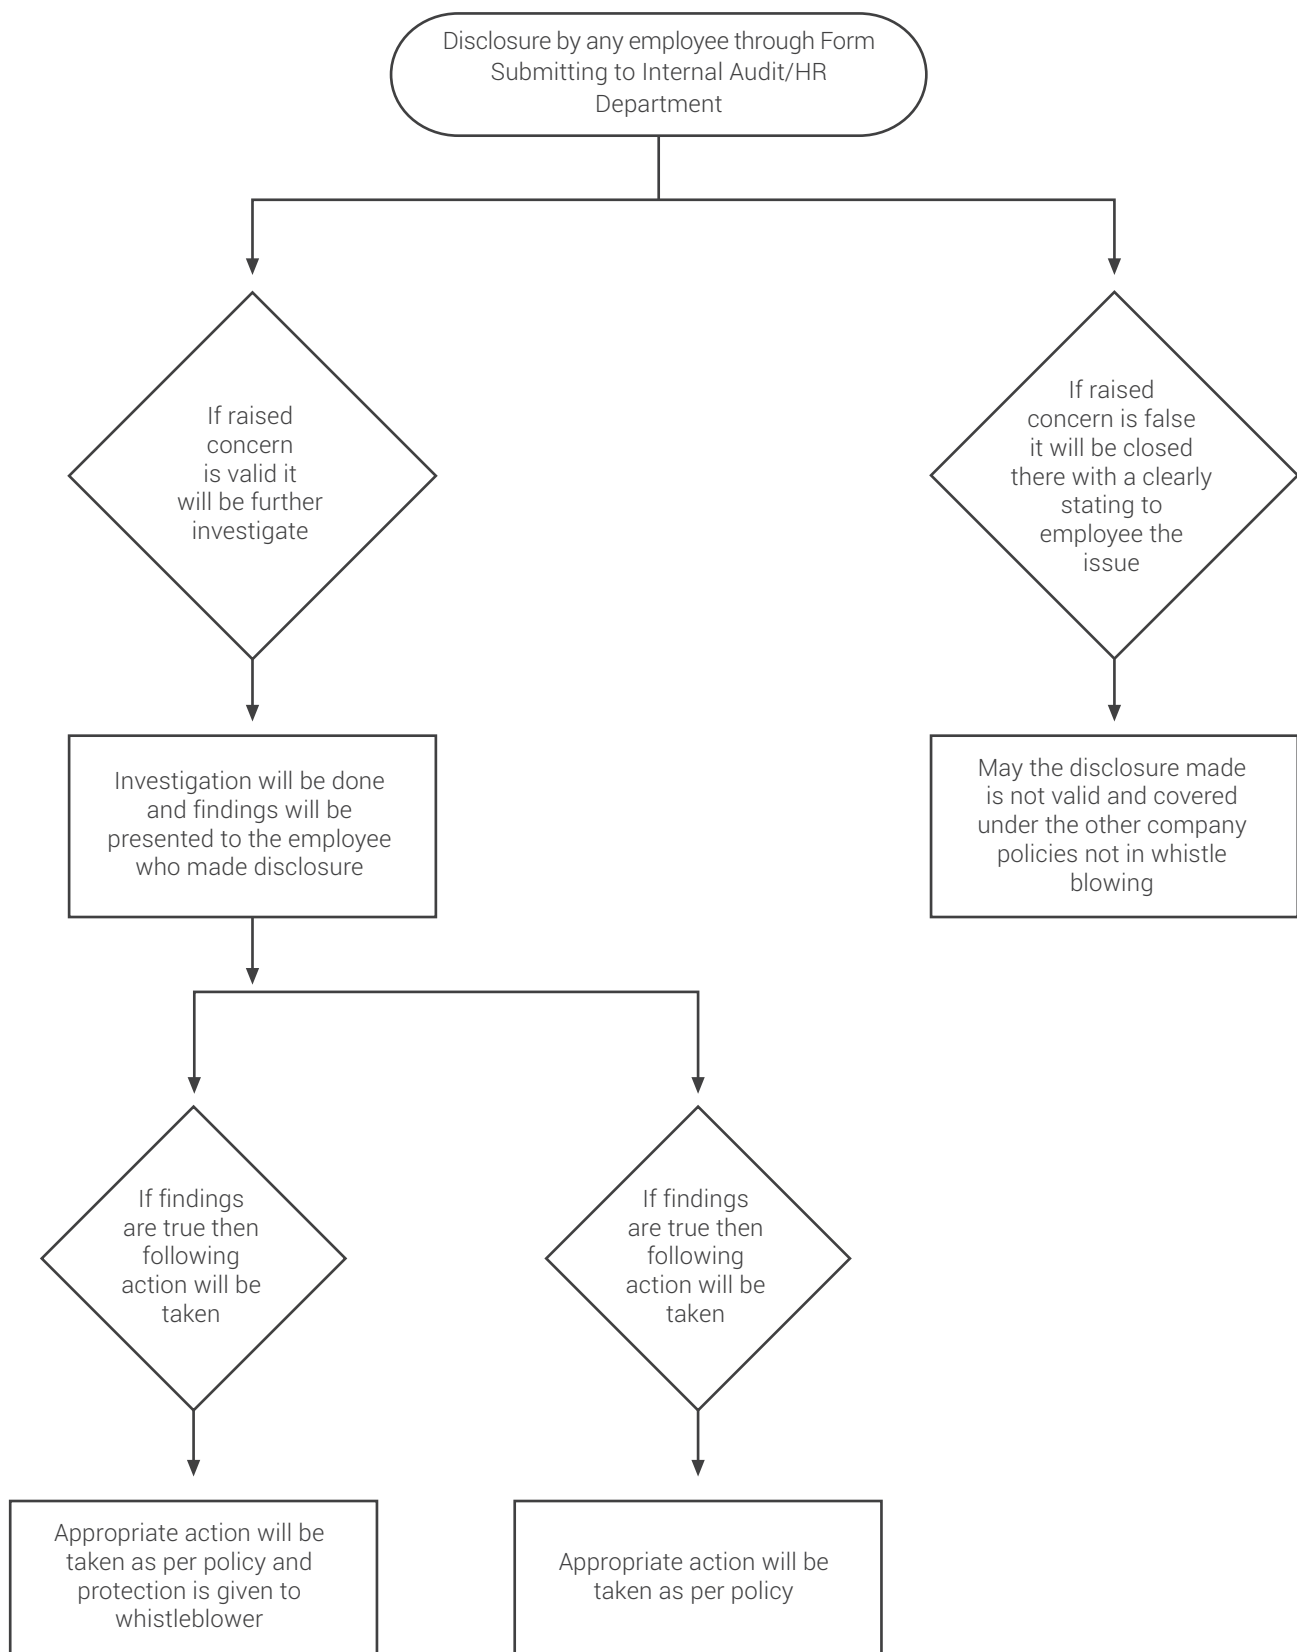 Disclosure by any employee through Form
Submitting to Internal Audit/HR
Department
If raised
concern
is valid it
will be further
investigate
If raised
concern is false
it will be closed
there with a clearly
stating to
employee the
issue
Investigation will be done
and findings will be
presented to the employee
who made disclosure
May the disclosure made
is not valid and covered
under the other company
policies not in whistle
blowing
If findings
are true then
following
action will be
taken
If findings
are true then
following
action will be
taken
Appropriate action will be
taken as per policy and
protection is given to
whistleblower
Appropriate action will be
taken as per policy